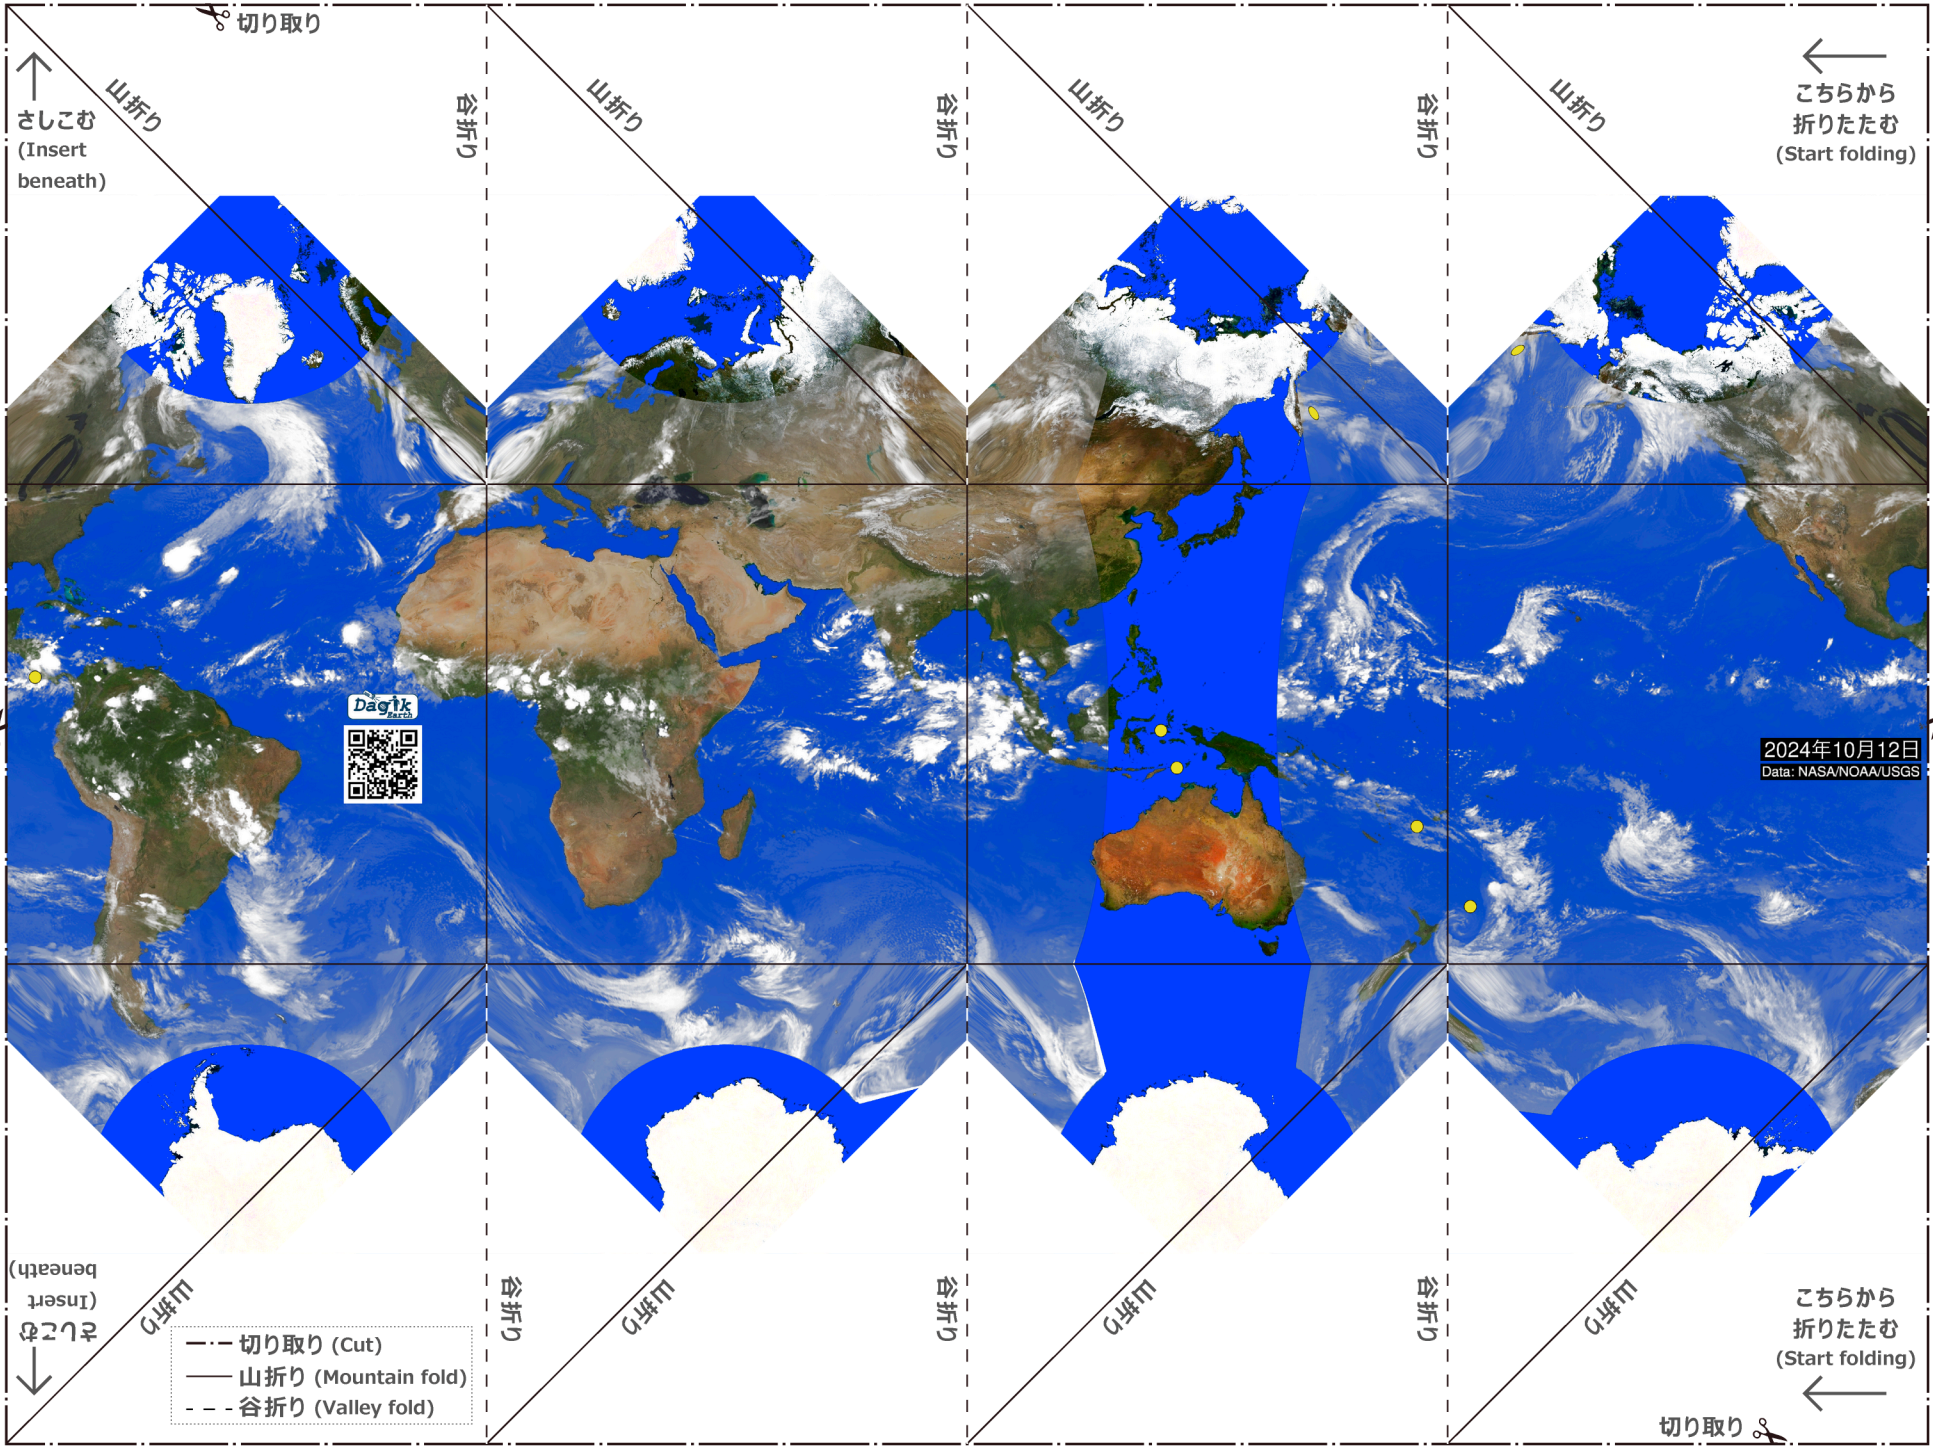 切り取り
さしこむ
(Insert
beneath)
山折り
谷折り
山折り
谷折り
山折り
谷折り
山折り
こちらから
折りたたむ
(Start folding)
Dagik
Earth
2024年10月12日
Data: NASA/NOAA/USGS
さしこむ
(Insert
beneath)
山折り
谷折り
山折り
谷折り
山折り
谷折り
山折り
こちらから
折りたたむ
(Start folding)
切り取り (Cut)
山折り (Mountain fold)
谷折り (Valley fold)
切り取り